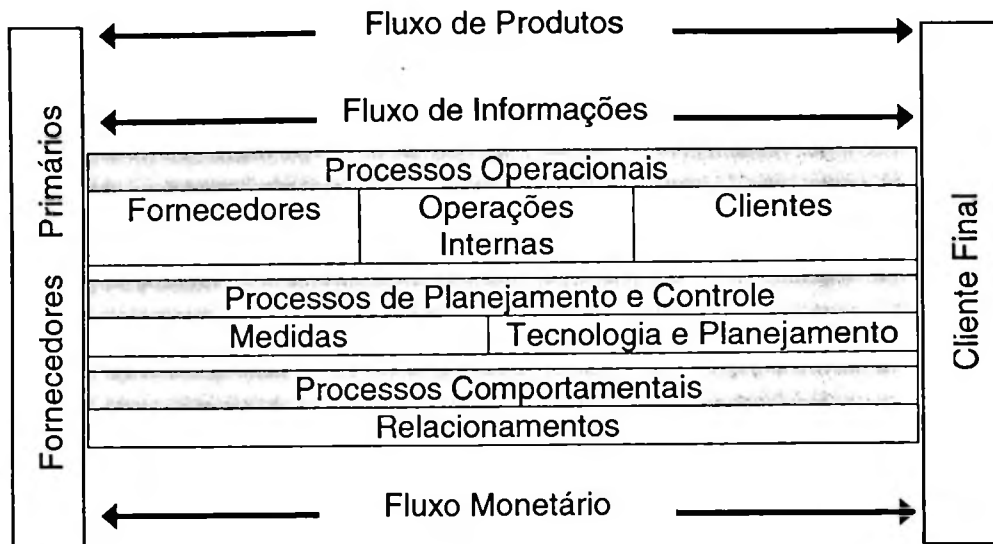 Fluxo de Produtos
Fluxo de Informações
Fornecedores Primários
Processos Operacionais
Fornecedores
Operações
Internas
Clientes
Processos de Planejamento e Controle
Medidas
Tecnologia e Planejamento
Processos Comportamentais
Relacionamentos
Cliente Final
Fluxo Monetário